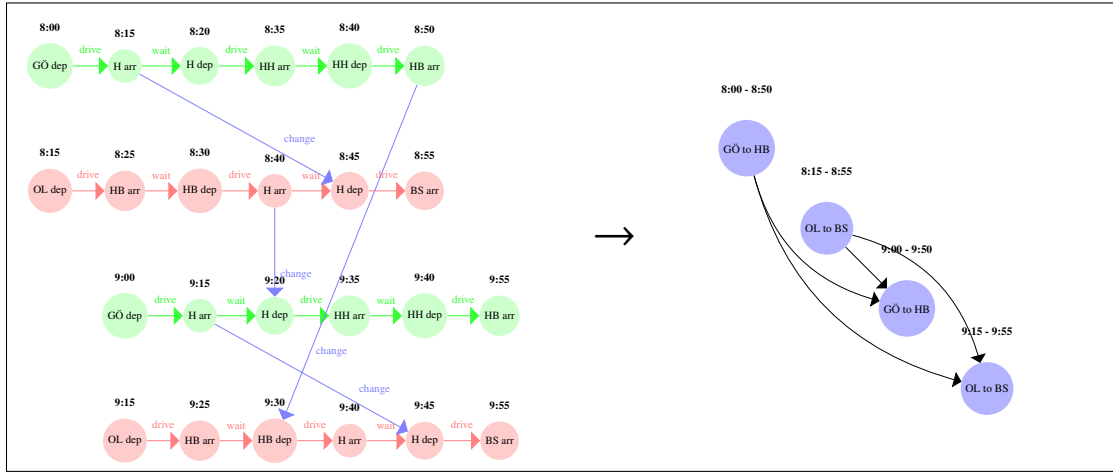 8:00 8:15 8:20 8:35 8:40 8:50
drive wait drive wait drive
GÖ dep H arr H dep HH arr HH dep HB arr
change
8:15 8:25 8:30 8:40 8:45 8:55
drive wait drive wait drive
OL dep HB arr HB dep H arr H dep BS arr
change
9:00 9:15 9:20 9:35 9:40 9:55
drive wait drive wait drive
GÖ dep H arr H dep HH arr HH dep HB arr
change
change
9:15 9:25 9:30 9:40 9:45 9:55
drive wait drive wait drive
OL dep HB arr HB dep H arr H dep BS arr
→
8:00 - 8:50
GÖ to HB
8:15 - 8:55
OL to BS
9:00 - 9:50
GÖ to HB
9:15 - 9:55
OL to BS